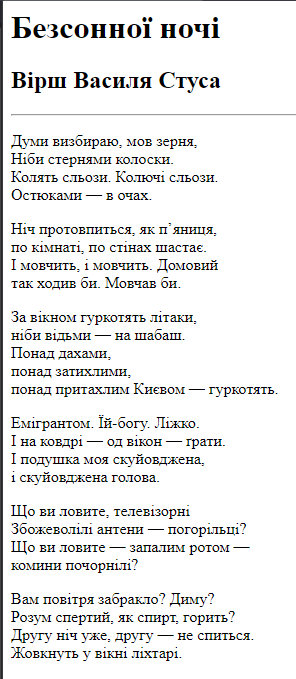 Безсонної ночі
Вірш Василя Стуса
Думи визбираю, мов зерня,
Ніби стернями колоски.
Колять сльози. Колючі сльози.
Остюками — в очах.
Ніч протовпиться, як п’яниця,
по кімнаті, по стінах шастає.
І мовчить, і мовчить. Домовий
так ходив би. Мовчав би.
За вікном гуркотять літаки,
ніби відьми — на шабаш.
Понад дахами,
понад затихлими,
понад притахлим Києвом — гуркотять.
Емігрантом. Їй-богу. Ліжко.
І на ковдрі — од вікон — ґрати.
І подушка моя скуйовджена,
і скуйовджена голова.
Що ви ловите, телевізорні
Збожеволілі антени — погорільці?
Що ви ловите — запалим ротом —
комини почорнілі?
Вам повітря забракло? Диму?
Розум спертий, як спирт, горить?
Другу ніч уже, другу — не спиться.
Жовкнуть у вікні ліхтарі.